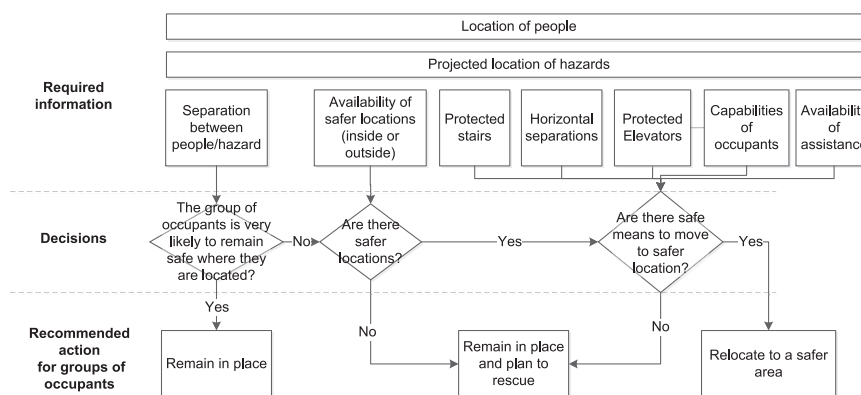 Location of people
Projected location of hazards
Required
information
Separation
between
people/hazard
Availability of
safer locations
(inside or
outside)
Protected
stairs
Horizontal
separations
Protected
Elevators
Capabilities
of
occupants
Availability
of
assistance
Decisions
The group of
occupants is very
likely to remain
safe where they
are located?
No
Are there
safer
locations?
Yes
Are there safe
means to move
to safer
location?
Yes
Yes
No
No
Recommended
action
for groups of
occupants
Remain in place
Remain in place
and plan to
rescue
Relocate to a safer
area